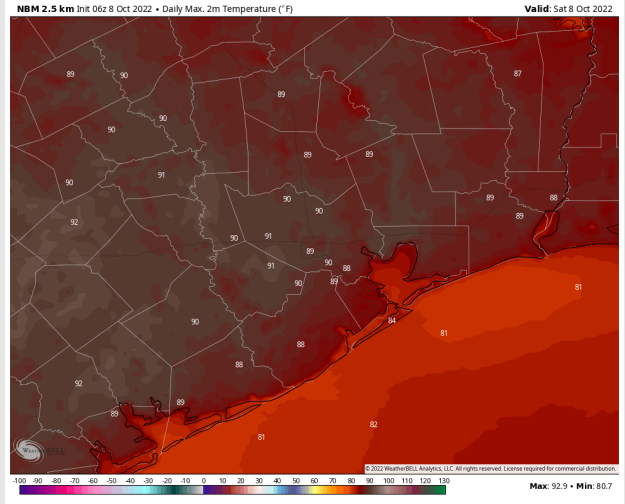 NBM 2.5 km Init 06z 8 Oct 2022 • Daily Max. 2m Temperature (°F) Valid: Sat 8 Oct 2022
89 90 87
89
90 90
89 89
91
90
90 89 88
90 89
92
90 91
89
91 90 88
90 89 81
90 84
81
88
88
92
89 89
82
81
WeatherBELL
© 2022 WeatherBELL Analytics, LLC. All rights reserved. License required for commercial distribution.
-100 -90 -80 -70 -60 -50 -40 -30 -20 -10 0 10 20 30 40 50 60 70 80 90 100 110 120 130
Max: 92.9 • Min: 80.7